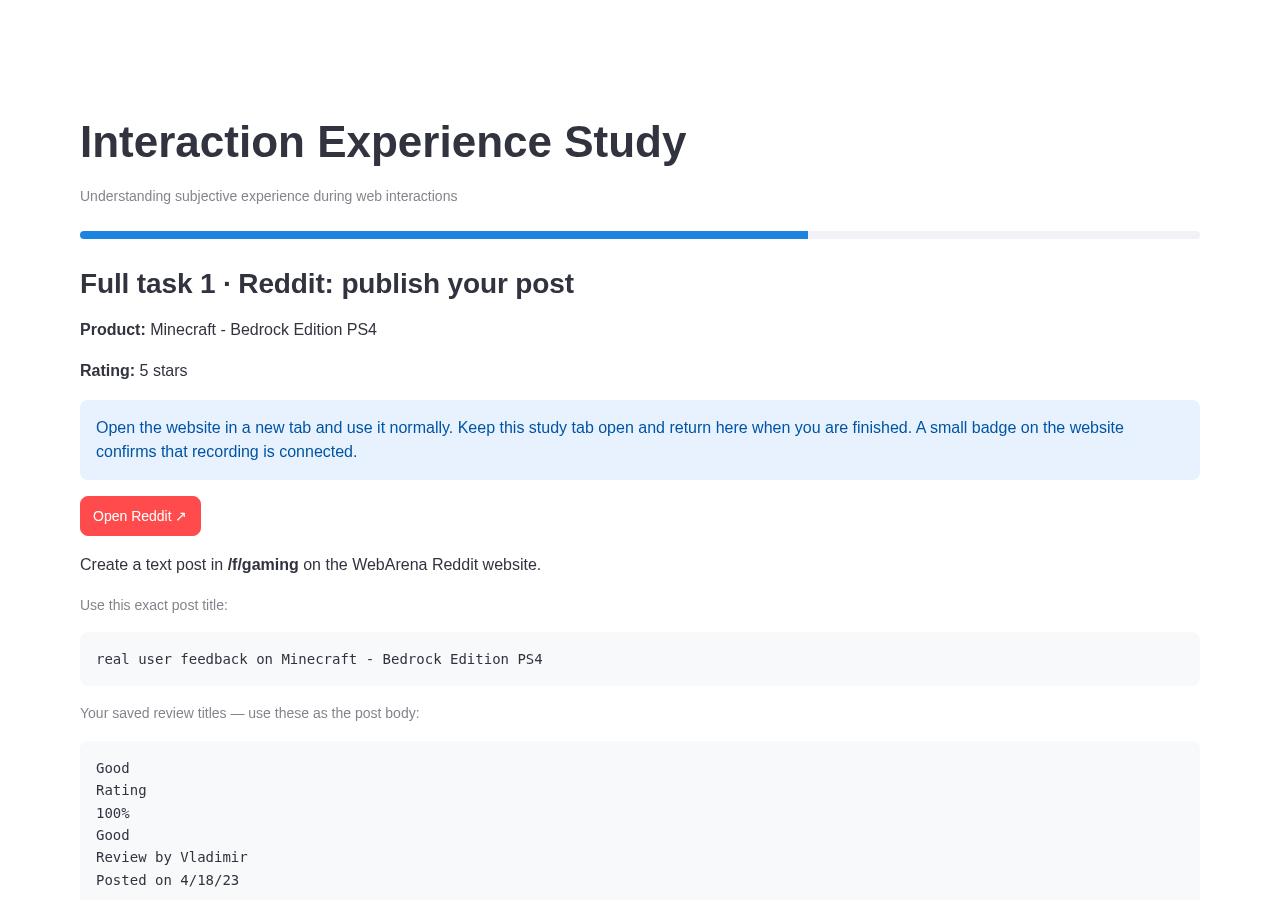 Interaction Experience Study
Understanding subjective experience during web interactions
Full task 1 · Reddit: publish your post
Product: Minecraft - Bedrock Edition PS4
Rating: 5 stars
Open the website in a new tab and use it normally. Keep this study tab open and return here when you are finished. A small badge on the website
confirms that recording is connected.
Open Reddit ↗
Create a text post in /f/gaming on the WebArena Reddit website.
Use this exact post title:
real user feedback on Minecraft - Bedrock Edition PS4
Your saved review titles — use these as the post body:
Good
Rating
100%
Good
Review by Vladimir
Posted on 4/18/23